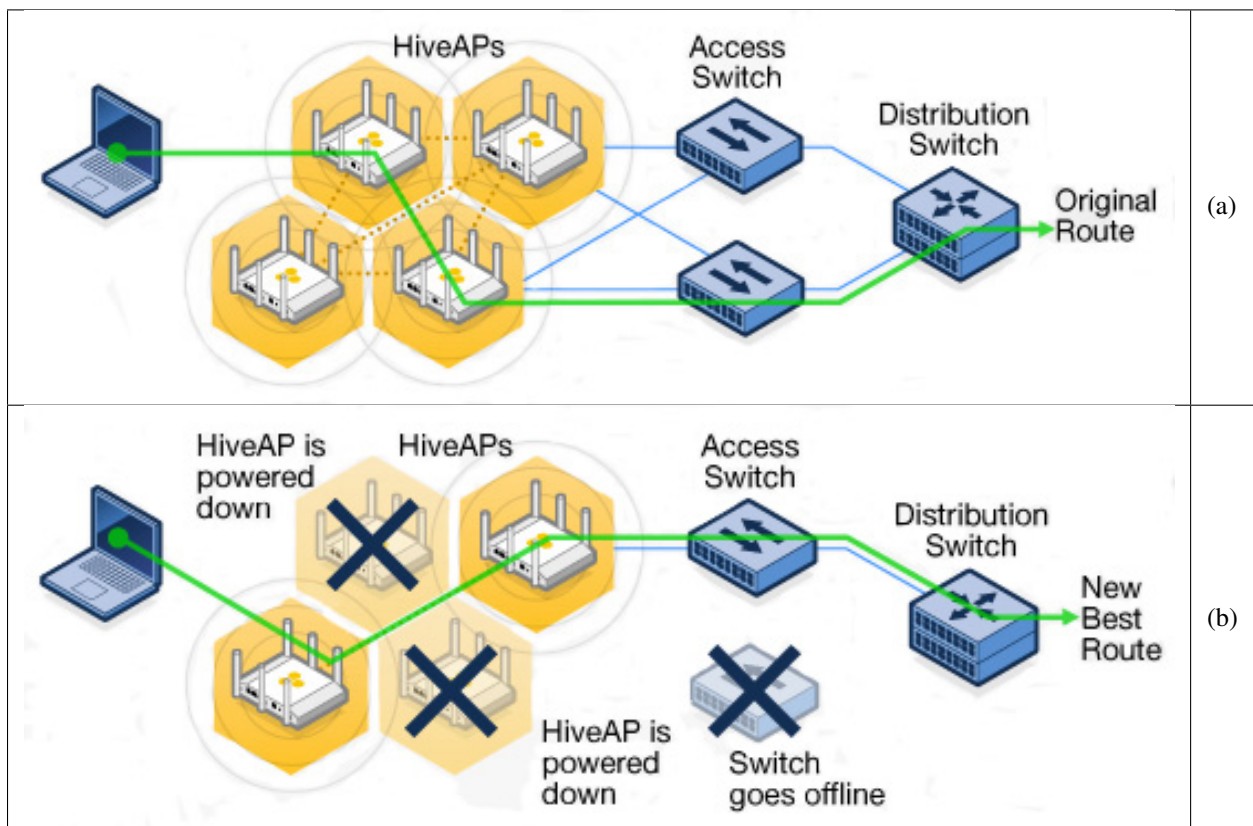 HiveAPs
Access
Switch
Distribution
Switch
Original
Route
(a)
HiveAP is
powered
down
HiveAPs
Access
Switch
Distribution
Switch
New
Best
Route
(b)
HiveAP is
powered
down
Switch
goes offline